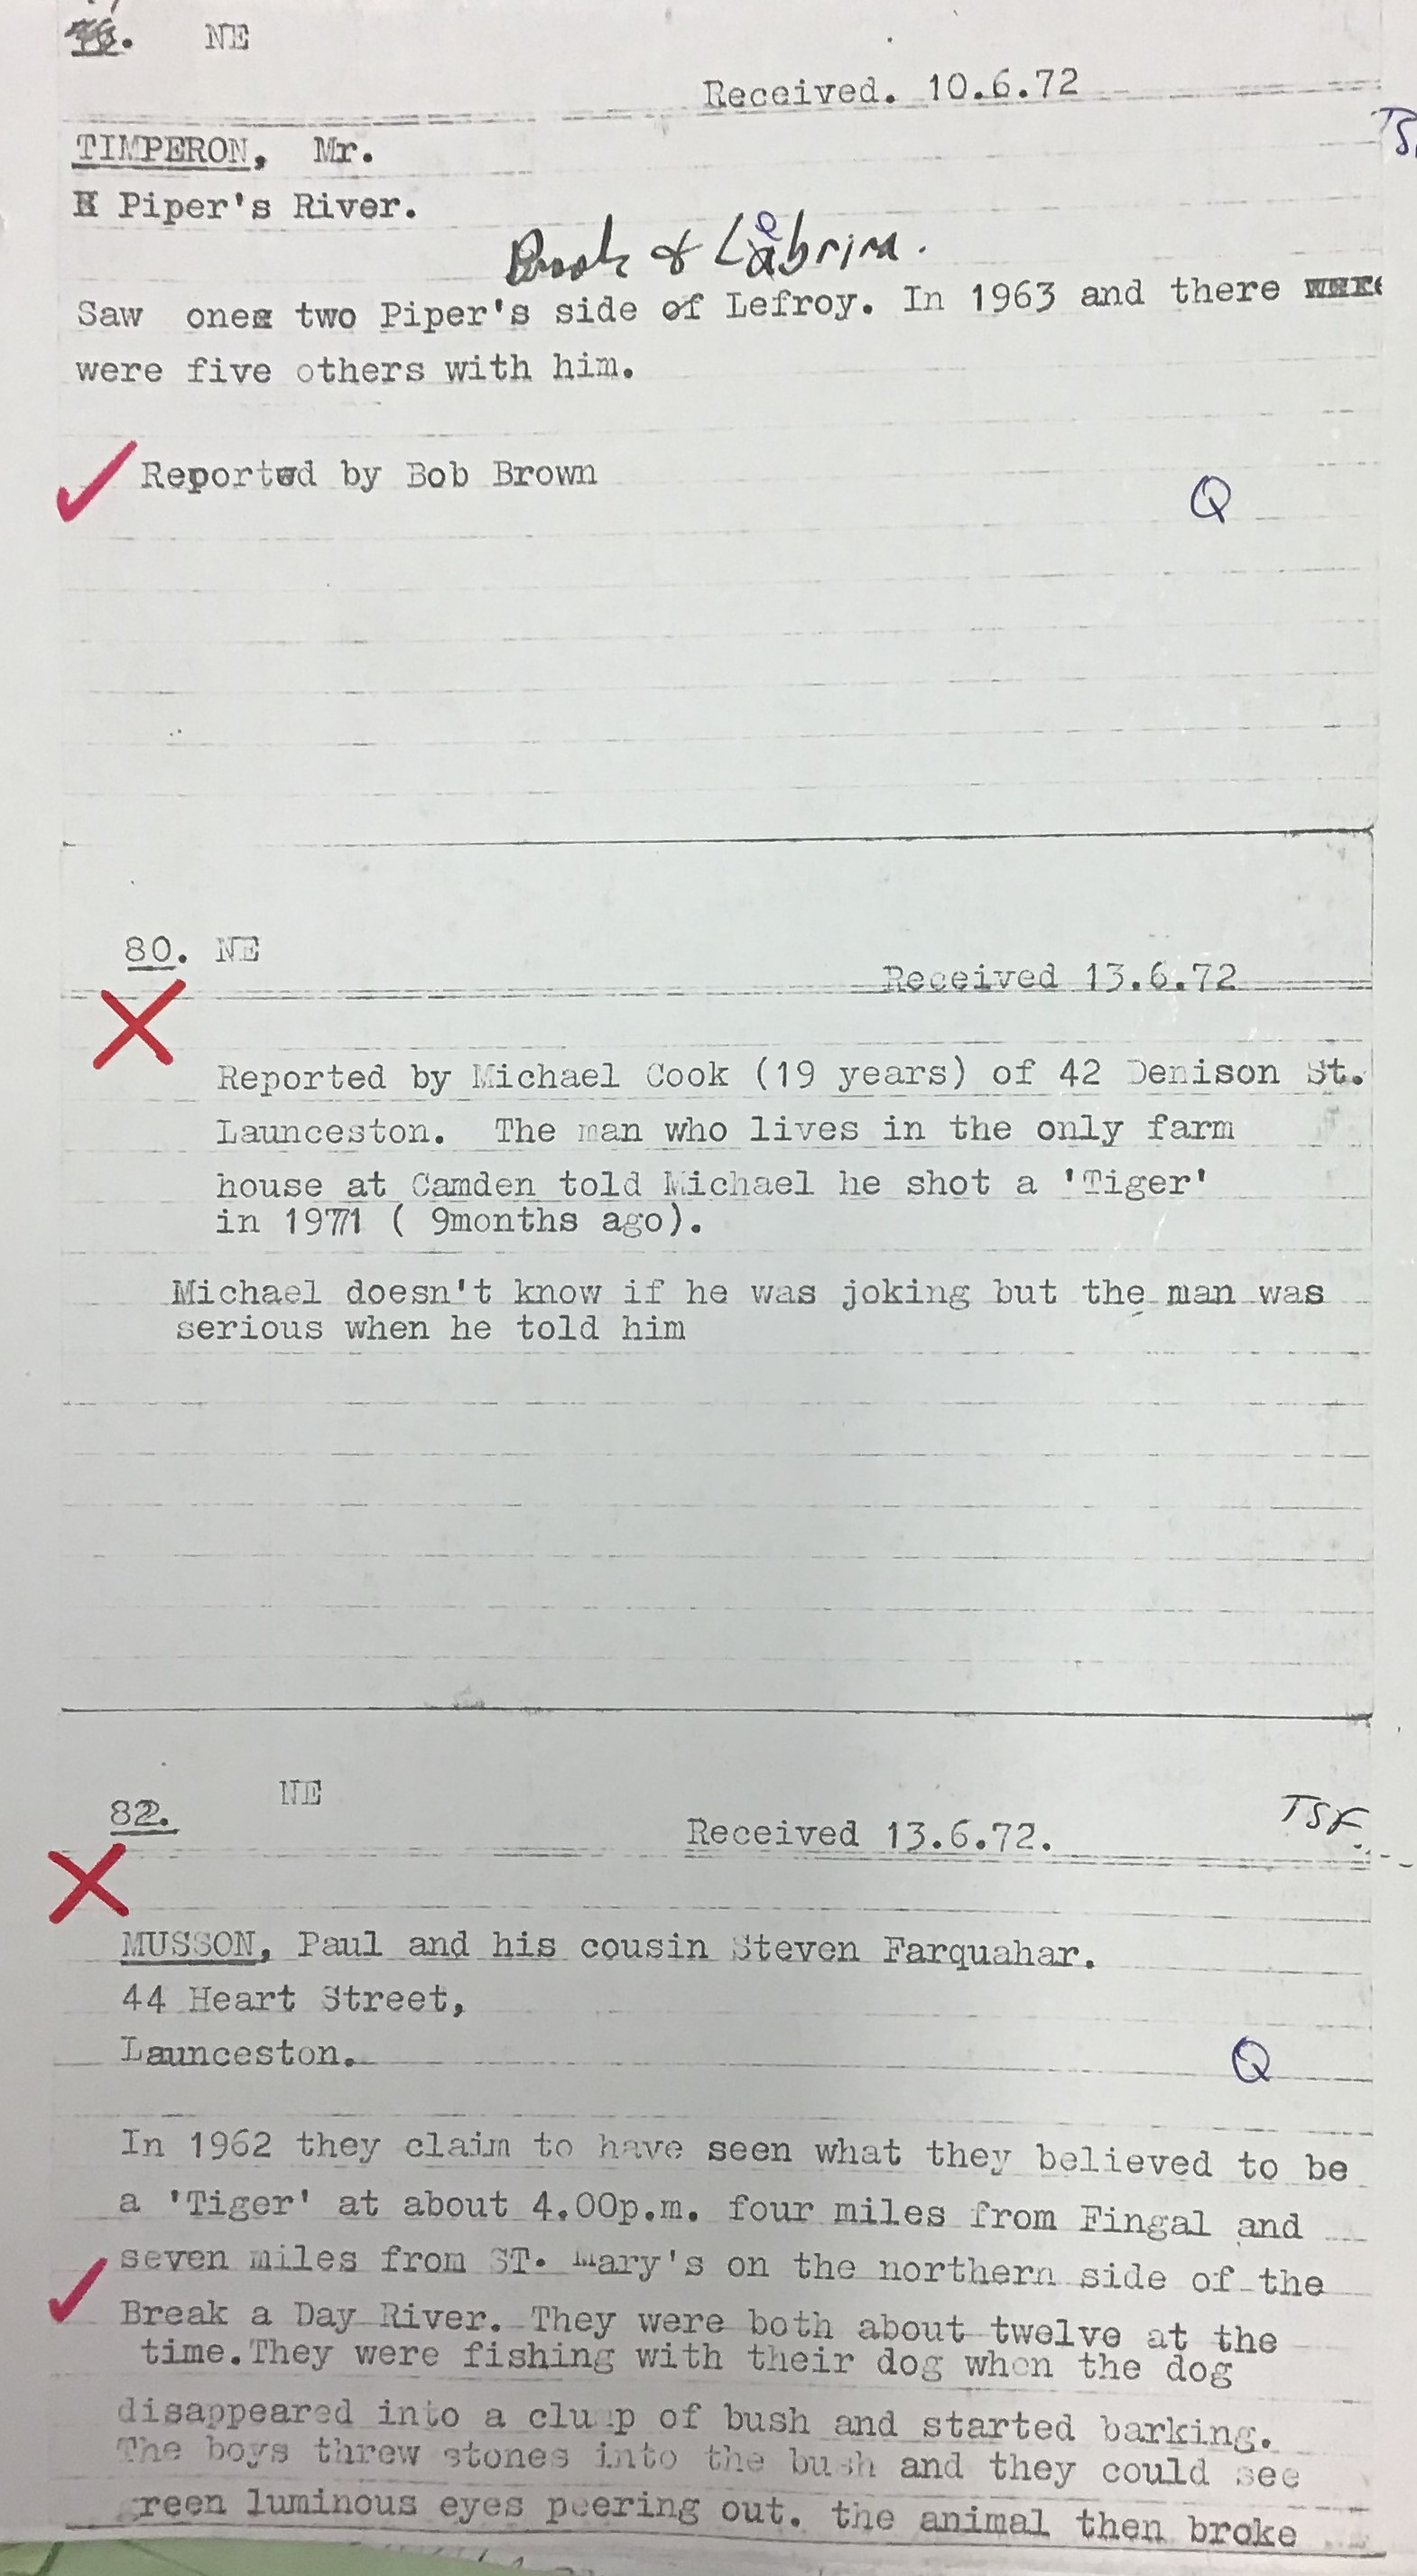 NE
Received. 10.6.72
TIMPERON, Mr.
Piper's River.
Saw ones two Piper's side of Lefroy. In 1963 and there were
were five others with him.
Reported by Bob Brown
Q
80. NE
Received 13.6.72
Reported by Michael Cook (19 years) of 42 Denison St.
Launceston. The man who lives in the only farm
house at Camden told Michael he shot a 'Tiger'
in 1971 ( 9months ago).
Michael doesn't know if he was joking but the man was
serious when he told him
NE
82.
Received 13.6.72.
TSF.
MUSSON, Paul and his cousin Steven Farquahar.
44 Heart Street,
Launceston.
Q
In 1962 they claim to have seen what they believed to be
a 'Tiger' at about 4.00p.m. four miles from Fingal and
seven miles from ST. Mary's on the northern side of the
Break a Day River. They were both about twelve at the
time.They were fishing with their dog when the dog
disappeared into a clump of bush and started barking.
The boys threw stones into the bush and they could see
green luminous eyes peering out. the animal then broke